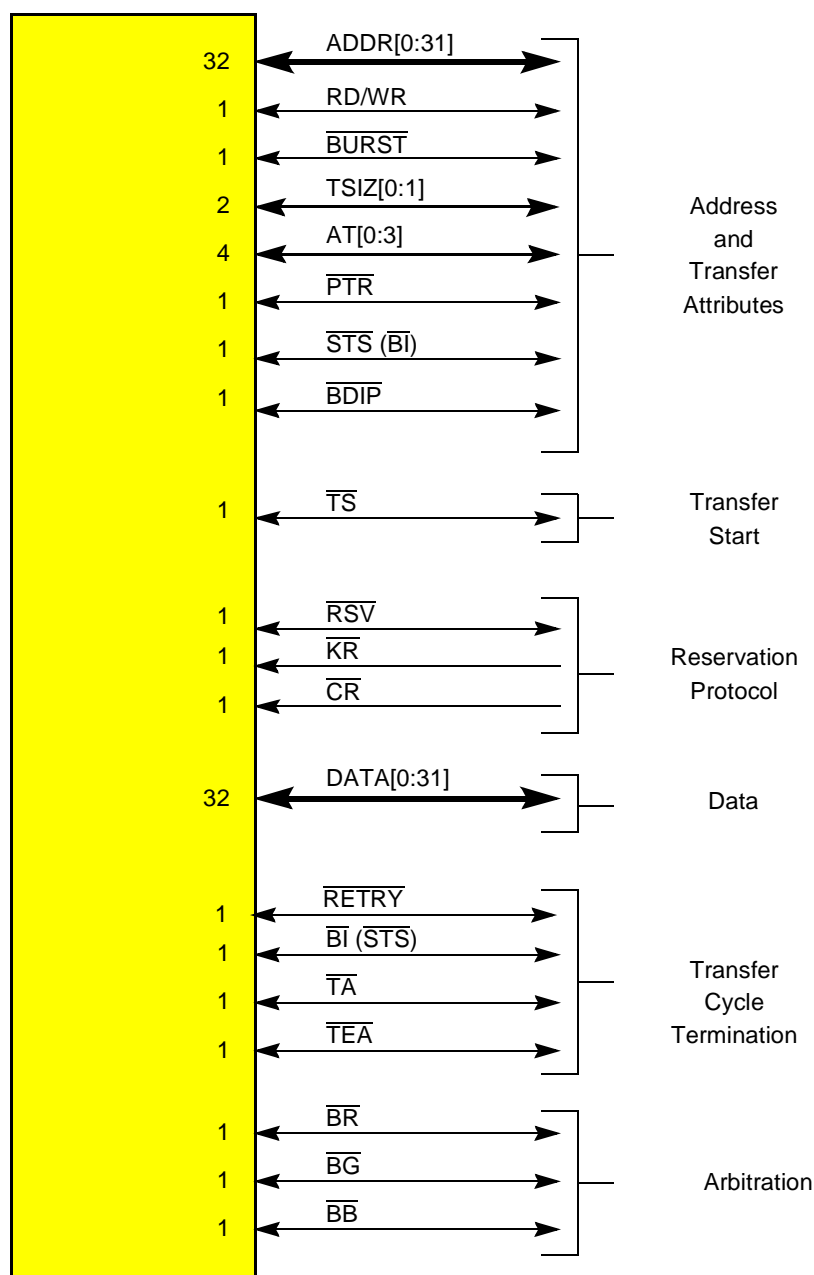 32 ADDR[0:31]
1 RD/WR
1 BURST
2 TSIZ[0:1]
4 AT[0:3]
1 PTR
1 STS (BI)
1 BDIP
Address
and
Transfer
Attributes
1 TS
Transfer
Start
1 RSV
1 KR
1 CR
Reservation
Protocol
32 DATA[0:31]
Data
1 RETRY
1 BI (STS)
1 TA
1 TEA
Transfer
Cycle
Termination
1 BR
1 BG
1 BB
Arbitration